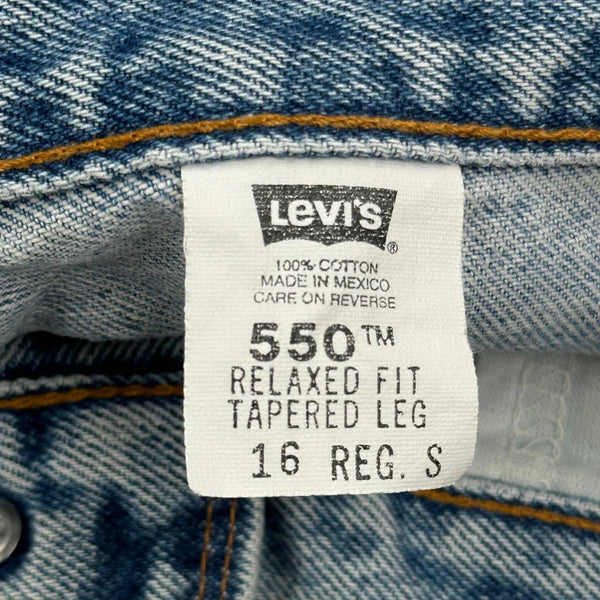 Levi's
®
100% COTTON
MADE IN MEXICO
CARE ON REVERSE
550™
RELAXED FIT
TAPERED LEG
16 REG. S